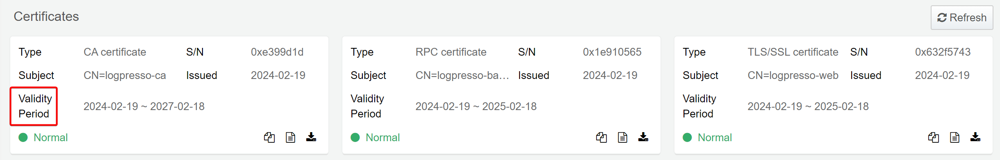 Certificates
Refresh
Type CA certificate S/N 0xe399d1d
Subject CN=logpresso-ca Issued 2024-02-19
Validity
Period
2024-02-19 ~ 2027-02-18
Normal
Type RPC certificate S/N 0x1e910565
Subject CN=logpresso-ba... Issued 2024-02-19
Validity
Period
2024-02-19 ~ 2025-02-18
Normal
Type TLS/SSL certificate S/N 0x632f5743
Subject CN=logpresso-web Issued 2024-02-19
Validity
Period
2024-02-19 ~ 2025-02-18
Normal